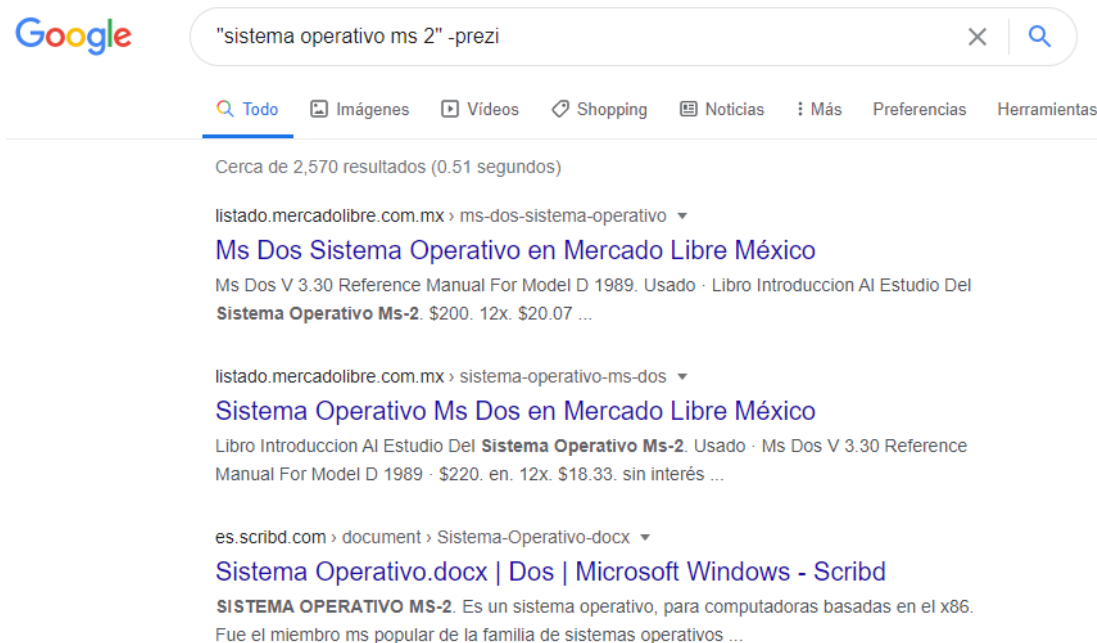 Google
"sistema operativo ms 2" -prezi
Todo Imágenes Vídeos Shopping Noticias Más Preferencias Herramientas
Cerca de 2,570 resultados (0.51 segundos)
listado.mercadolibre.com.mx › ms-dos-sistema-operativo
Ms Dos Sistema Operativo en Mercado Libre México
Ms Dos V 3.30 Reference Manual For Model D 1989. Usado · Libro Introduccion Al Estudio Del
Sistema Operativo Ms-2. $200. 12x. $20.07 ...
listado.mercadolibre.com.mx › sistema-operativo-ms-dos
Sistema Operativo Ms Dos en Mercado Libre México
Libro Introduccion Al Estudio Del Sistema Operativo Ms-2. Usado · Ms Dos V 3.30 Reference
Manual For Model D 1989 · $220. en. 12x. $18.33. sin interés ...
es.scribd.com › document › Sistema-Operativo-docx
Sistema Operativo.docx | Dos | Microsoft Windows - Scribd
SISTEMA OPERATIVO MS-2. Es un sistema operativo, para computadoras basadas en el x86.
Fue el miembro ms popular de la familia de sistemas operativos ...